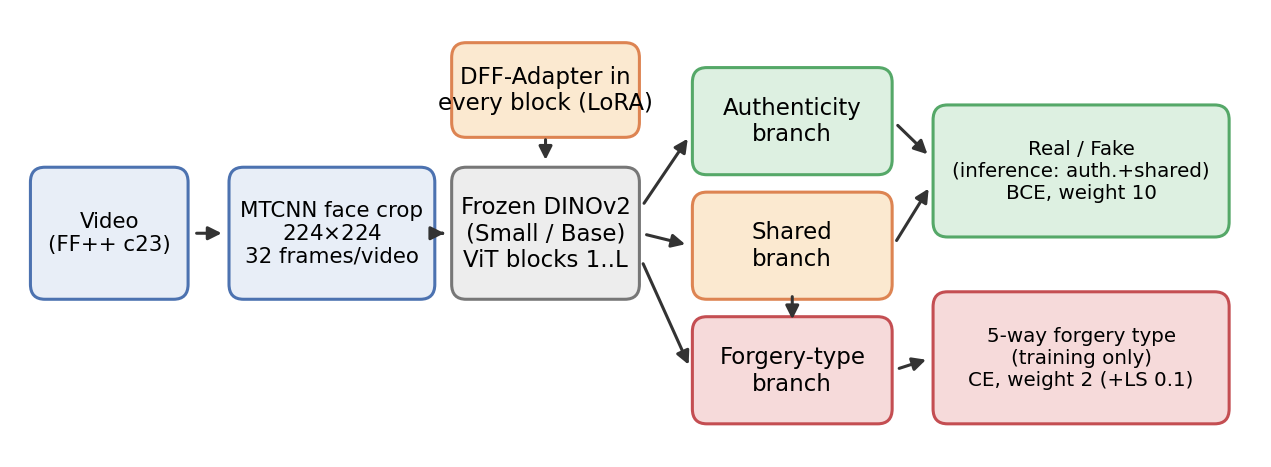 Video
(FF++ c23)
MTCNN face crop
224×224
32 frames/video
DFF-Adapter in
every block (LoRA)
Frozen DINOv2
(Small / Base)
ViT blocks 1..L
Authenticity
branch
Shared
branch
Forgery-type
branch
Real / Fake
(inference: auth.+shared)
BCE, weight 10
5-way forgery type
(training only)
CE, weight 2 (+LS 0.1)